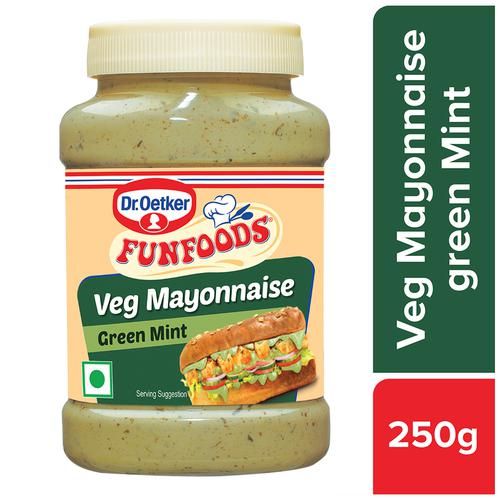 Dr.Oetker
FUNFOODS®
Veg Mayonnaise
Green Mint
Serving Suggestion
Veg Mayonnaise
green Mint
250g